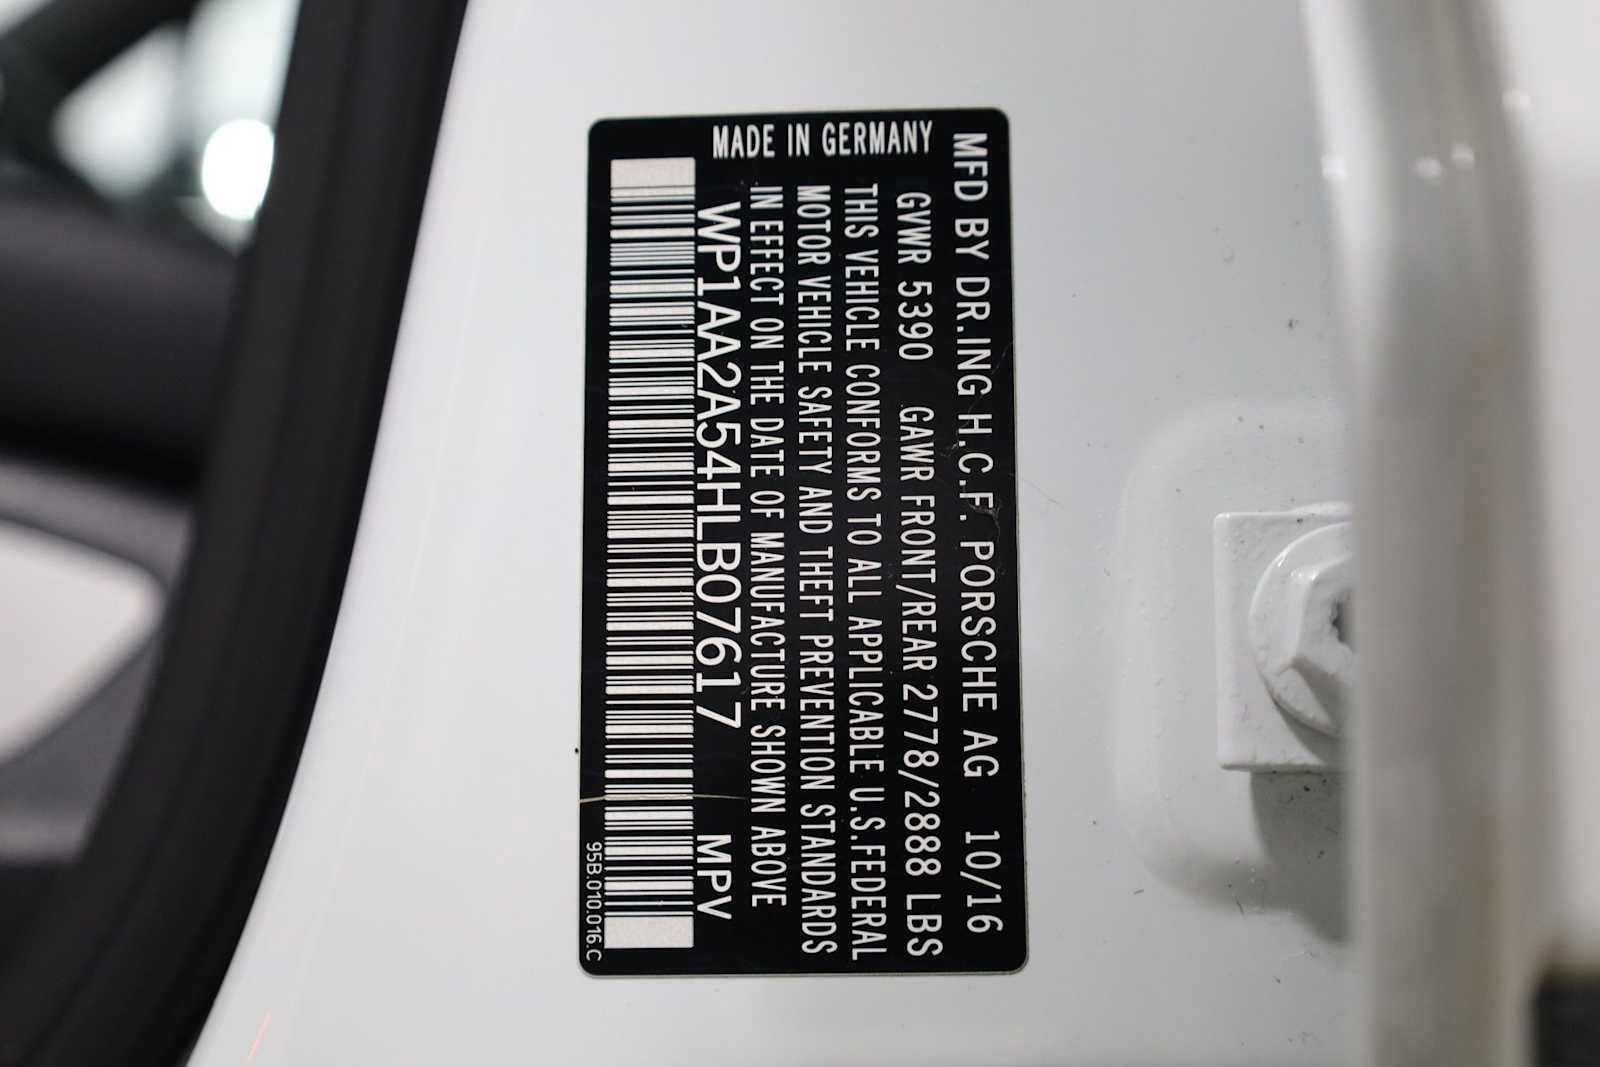 MFD BY DR.ING H.C.F. PORSCHE AG 10/16
GVWR 5390 GAWR FRONT/REAR 2778/2888 LBS
THIS VEHICLE CONFORMS TO ALL APPLICABLE U.S.FEDERAL
MOTOR VEHICLE SAFETY AND THEFT PREVENTION STANDARDS
IN EFFECT ON THE DATE OF MANUFACTURE SHOWN ABOVE
WP1AA2A54HLB07617 MPV
95B.010.016.C
MADE IN GERMANY